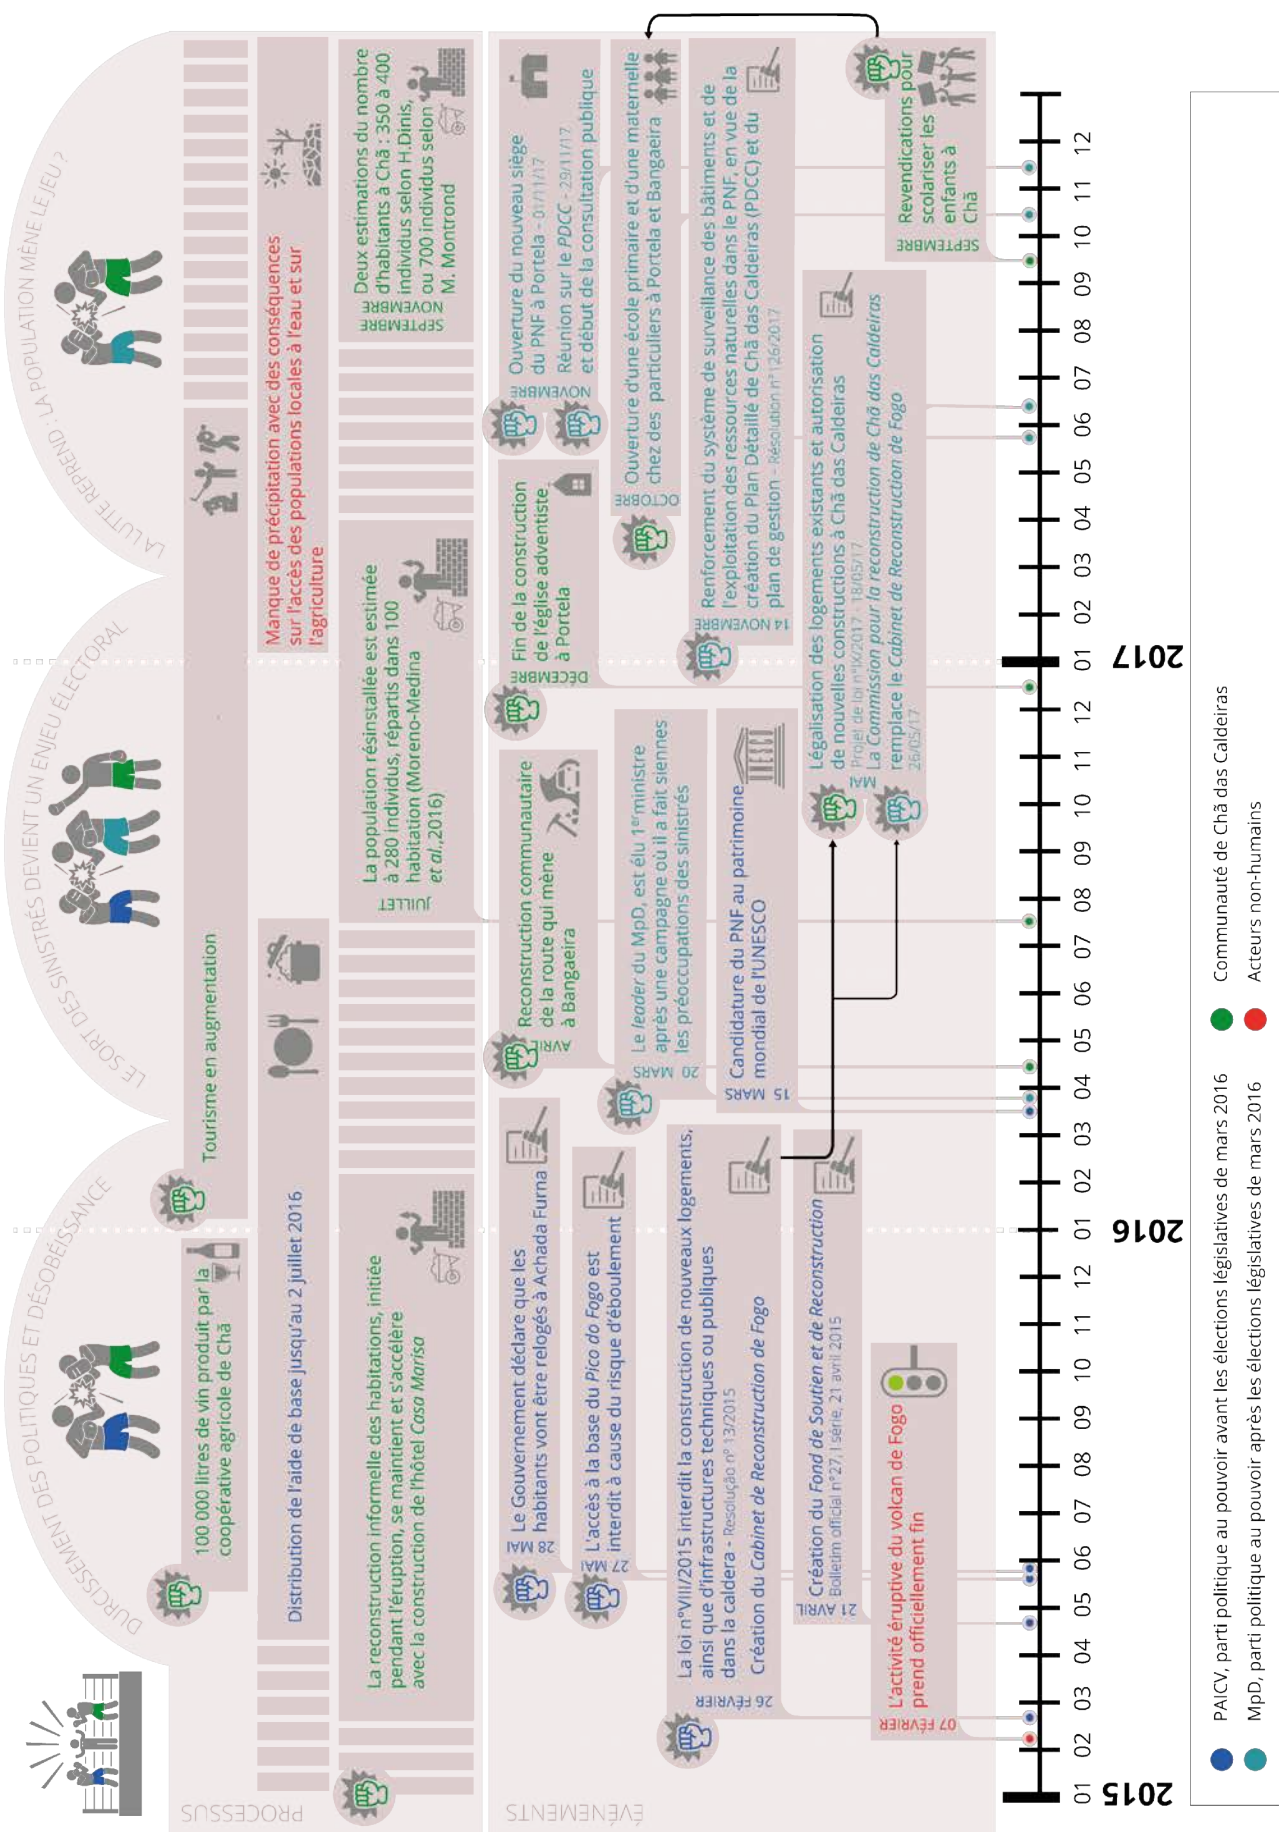 DURCISSEMENT DES POLITIQUES ET DÉSOBÉISSANCE
LE SORT DES SINISTRÉS DEVIENT UN ENJEU ÉLECTORAL
LA LUTTE REPREND : LA POPULATION MÈNE LE JEU ?
PROCESSUS
100 000 litres de vin produit par la
coopérative agricole de Chã
Tourisme en augmentation
Distribution de l'aide de base jusqu'au 2 juillet 2016
Manque de précipitation avec des conséquences
sur l'accès des populations locales à l'eau et sur
l'agriculture
La reconstruction informelle des habitations, initiée
pendant l'éruption, se maintient et s'accélère
avec la construction de l'hôtel Casa Marisa
JUILLET
La population résinstallée est estimée
à 280 individus, répartis dans 100
habitation (Moreno-Medina
et al.,2016)
SEPTEMBRE
NOVEMBRE
Deux estimations du nombre
d'habitants à Chã : 350 à 400
individus selon H.Dinis,
ou 700 individus selon
M. Montrond
ÉVÉNEMENTS
28 MAI
Le Gouvernement déclare que les
habitants vont être relogés à Achada Furna
27 MAI
L'accès à la base du Pico do Fogo est
interdit à cause du risque d'éboulement
26 FÉVRIER
La loi n°VIII/2015 interdit la construction de nouveaux logements,
ainsi que d'infrastructures techniques ou publiques
dans la caldera - Resolução nº 13/2015
Création du Cabinet de Reconstruction de Fogo
21 AVRIL
Création du Fond de Soutien et de Reconstruction
Bolletim official n°27, I série, 21 avril 2015
07 FÉVRIER
L'activité éruptive du volcan de Fogo
prend officiellement fin
AVRIL
Reconstruction communautaire
de la route qui mène
à Bangaeira
20 MARS
Le leader du MpD, est élu 1er ministre
après une campagne où il a fait siennes
les préoccupations des sinistrés
15 MARS
Candidature du PNF au patrimoine
mondial de l'UNESCO
UNESCO
DÉCEMBRE
Fin de la construction
de l'église adventiste
à Portela
NOVEMBRE
Ouverture du nouveau siège
du PNF à Portela - 01/11/17
Réunion sur le PDCC - 29/11/17
et début de la consultation publique
OCTOBRE
Ouverture d'une école primaire et d'une maternelle
chez des particuliers à Portela et Bangaeira
14 NOVEMBRE
Renforcement du système de surveillance des bâtiments et de
l'exploitation des ressources naturelles dans le PNF, en vue de la
création du Plan Détaillé de Chã das Caldeiras (PDCC) et du
plan de gestion - Résolution n°126/2017
MAI
Légalisation des logements existants et autorisation
de nouvelles constructions à Chã das Caldeiras
Projet de loi n°IX/2017 - 18/05/17
La Commission pour la reconstruction de Chã das Caldeiras
remplace le Cabinet de Reconstruction de Fogo
26/05/17
SEPTEMBRE
Revendications pour
scolariser les
enfants à
Chã
01 02 03 04 05 06 07 08 09 10 11 12 01 02 03 04 05 06 07 08 09 10 11 12 01 02 03 04 05 06 07 08 09 10 11 12
2015 2016 2017
PAICV, parti politique au pouvoir avant les élections législatives de mars 2016
MpD, parti politique au pouvoir après les élections législatives de mars 2016
Communauté de Chã das Caldeiras
Acteurs non-humains